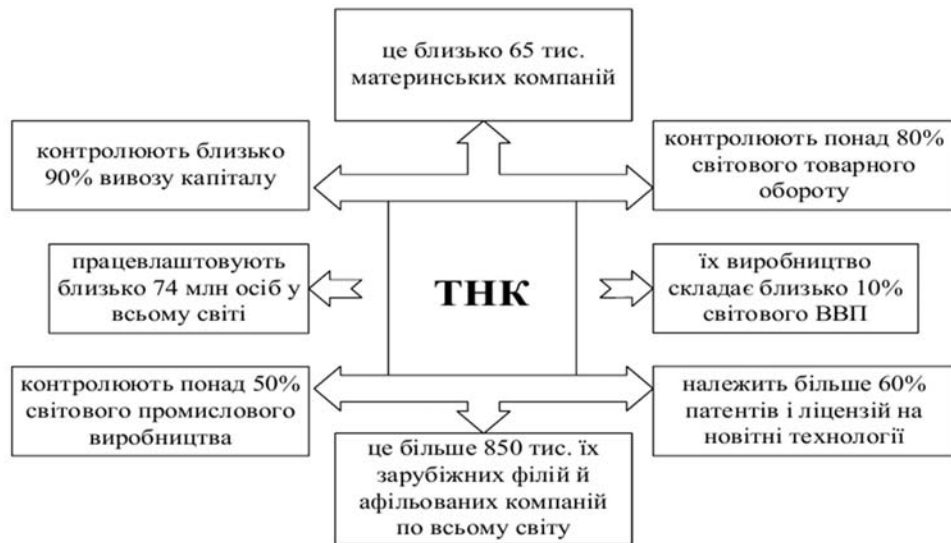 це близько 65 тис.
материнських компаній
контролюють близько
90% вивозу капіталу
контролюють понад 80%
світового товарного
обороту
працевлаштовують
близько 74 млн осіб у
всьому світі
ТНК
їх виробництво
складає близько 10%
світового ВВП
контролюють понад 50%
світового промислового
виробництва
належить більше 60%
патентів і ліцензій на
новітні технології
це більше 850 тис. їх
зарубіжних філій й
афільованих компаній
по всьому світу